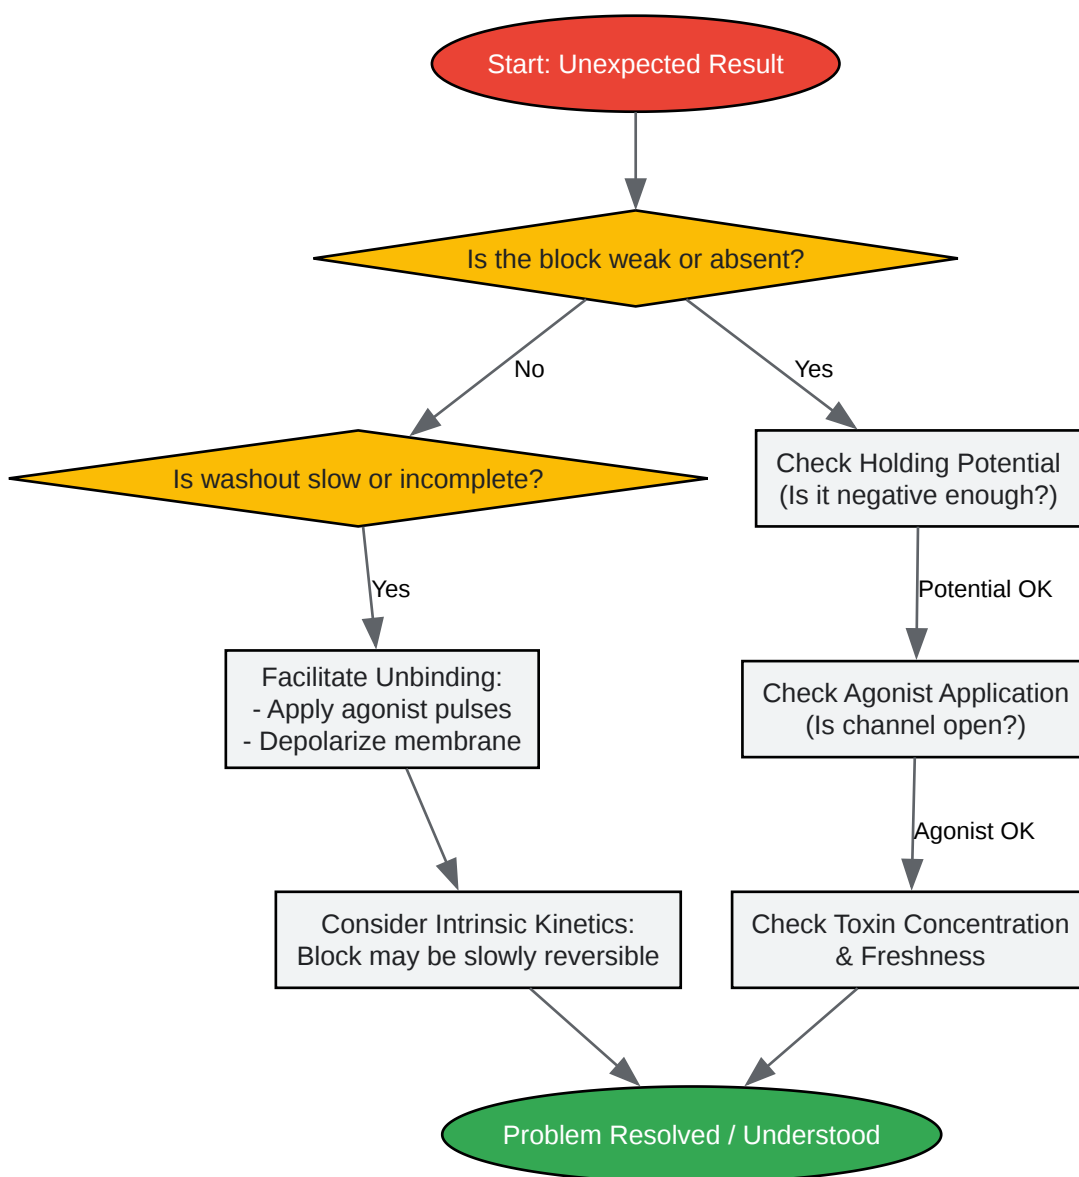 Start: Unexpected Result
Is the block weak or absent?
No
Yes
Is washout slow or incomplete?
Check Holding Potential
(Is it negative enough?)
Yes
Potential OK
Facilitate Unbinding:
- Apply agonist pulses
- Depolarize membrane
Check Agonist Application
(Is channel open?)
Agonist OK
Consider Intrinsic Kinetics:
Block may be slowly reversible
Check Toxin Concentration
& Freshness
Problem Resolved / Understood